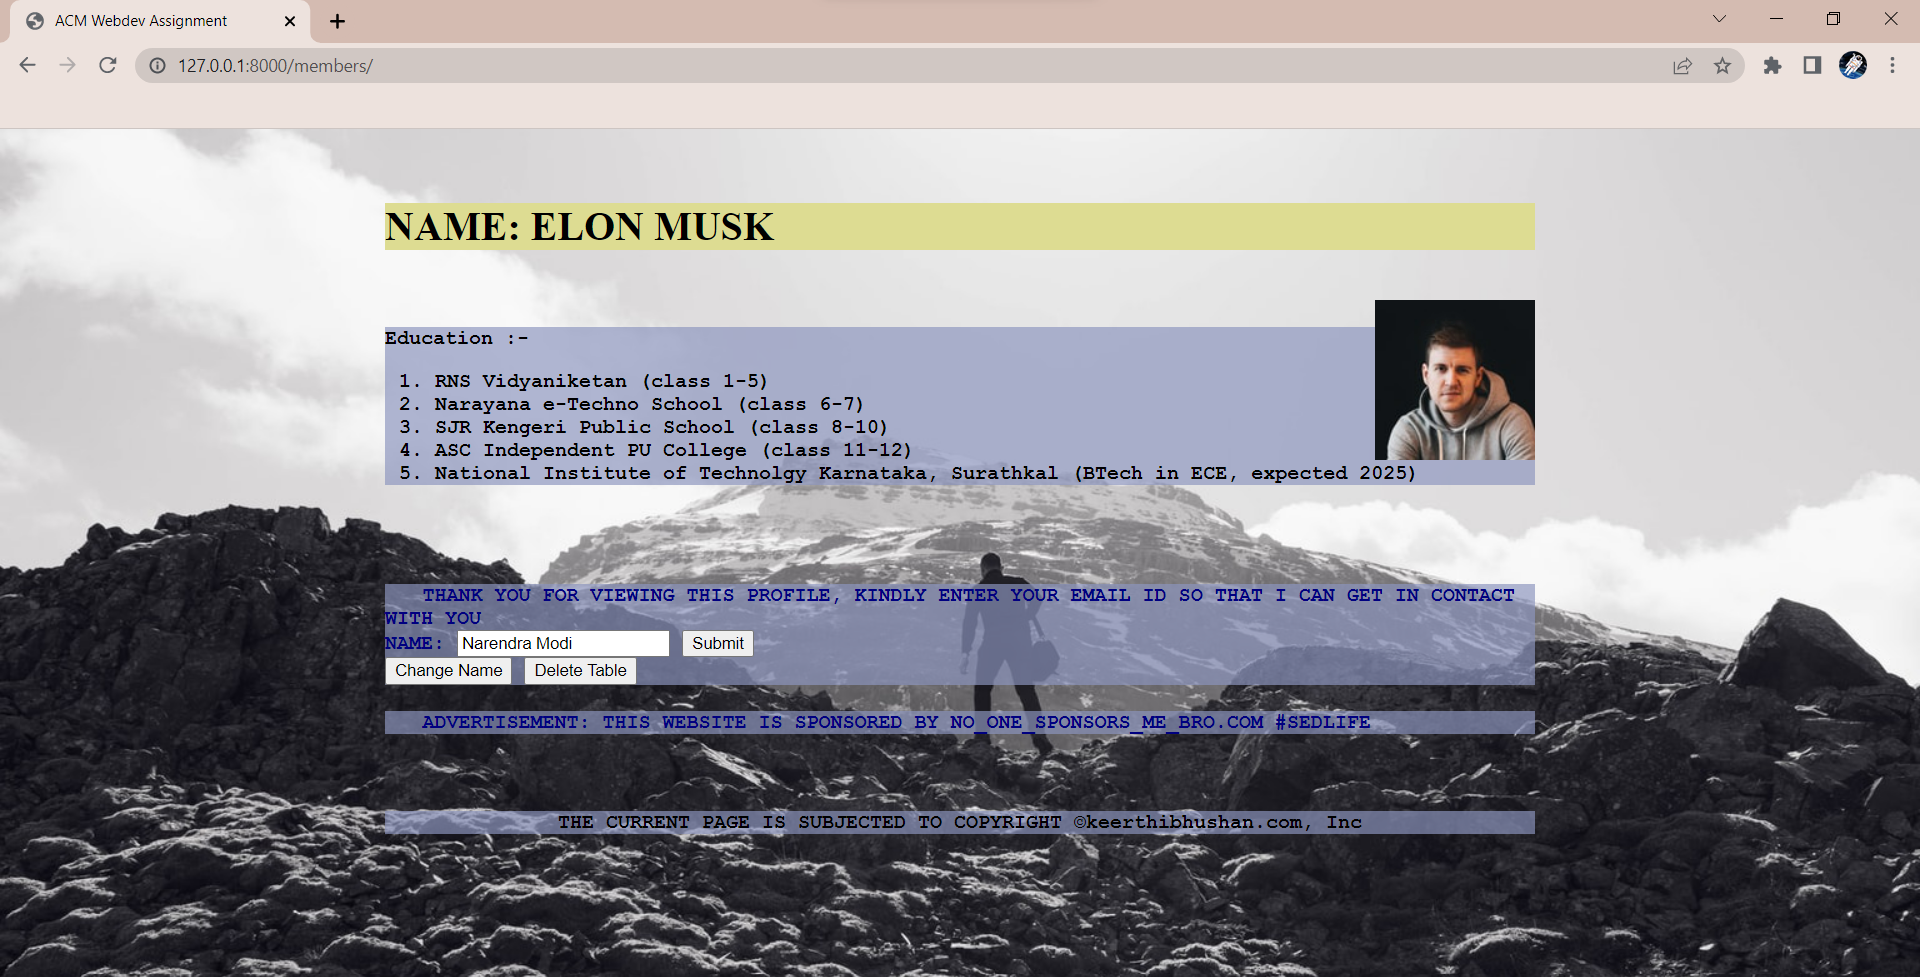 ACM Webdev Assignment
127.0.0.1:8000/members/
NAME: ELON MUSK
Education :-
1. RNS Vidyaniketan (class 1-5)
2. Narayana e-Techno School (class 6-7)
3. SJR Kengeri Public School (class 8-10)
4. ASC Independent PU College (class 11-12)
5. National Institute of Technolgy Karnataka, Surathkal (BTech in ECE, expected 2025)
THANK YOU FOR VIEWING THIS PROFILE, KINDLY ENTER YOUR EMAIL ID SO THAT I CAN GET IN CONTACT
WITH YOU
NAME: Narendra Modi Submit
Change Name Delete Table
ADVERTISEMENT: THIS WEBSITE IS SPONSORED BY NO_ONE_SPONSORS_ME_BRO.COM #SEDLIFE
THE CURRENT PAGE IS SUBJECTED TO COPYRIGHT ©keerthibhushan.com, Inc